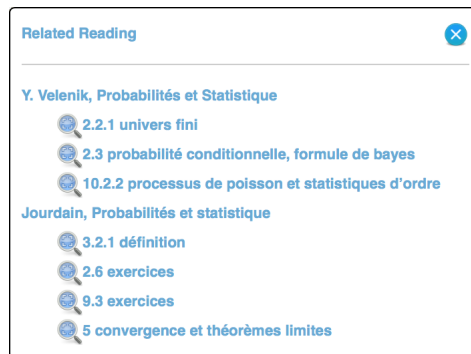 Related Reading
Y. Velenik, Probabilités et Statistique
2.2.1 univers fini
2.3 probabilité conditionnelle, formule de bayes
10.2.2 processus de poisson et statistiques d'ordre
Jourdain, Probabilités et statistique
3.2.1 définition
2.6 exercices
9.3 exercices
5 convergence et théorèmes limites